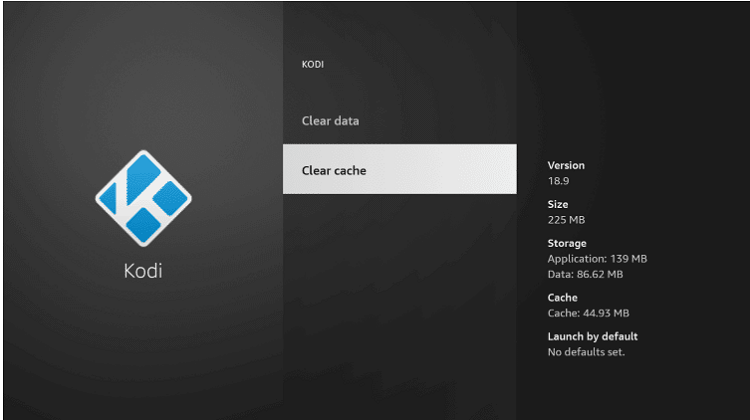 KODI
Clear data
Clear cache
Kodi
Version
18.9
Size
225 MB
Storage
Application: 139 MB
Data: 86.62 MB
Cache
Cache: 44.93 MB
Launch by default
No defaults set.